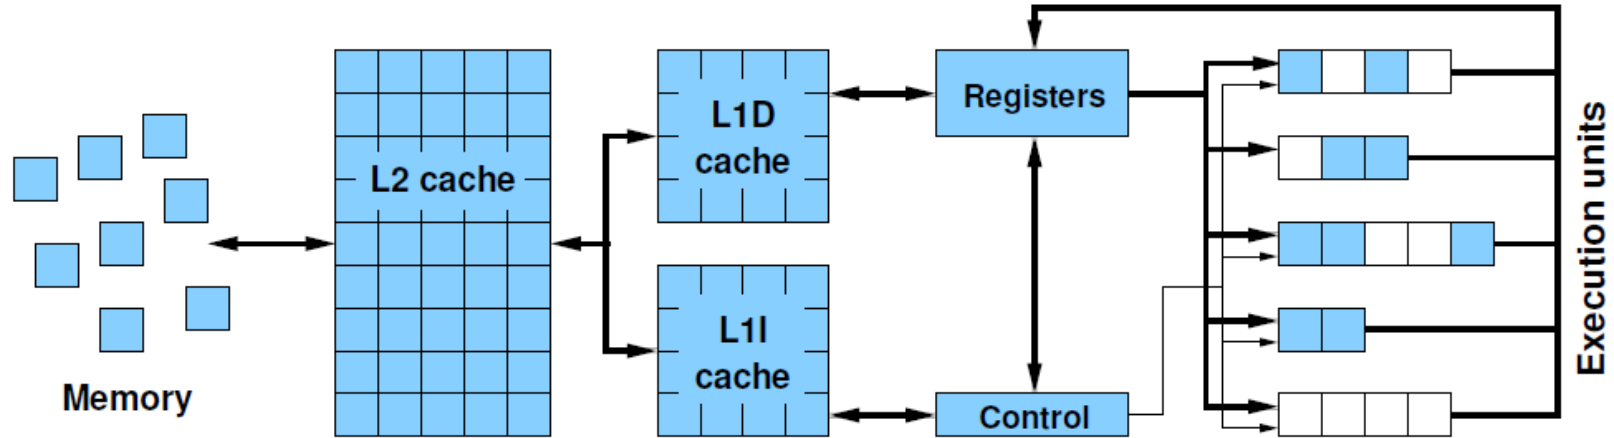 Memory
L2 cache
L1D
cache
L1I
cache
Registers
Control
Execution units